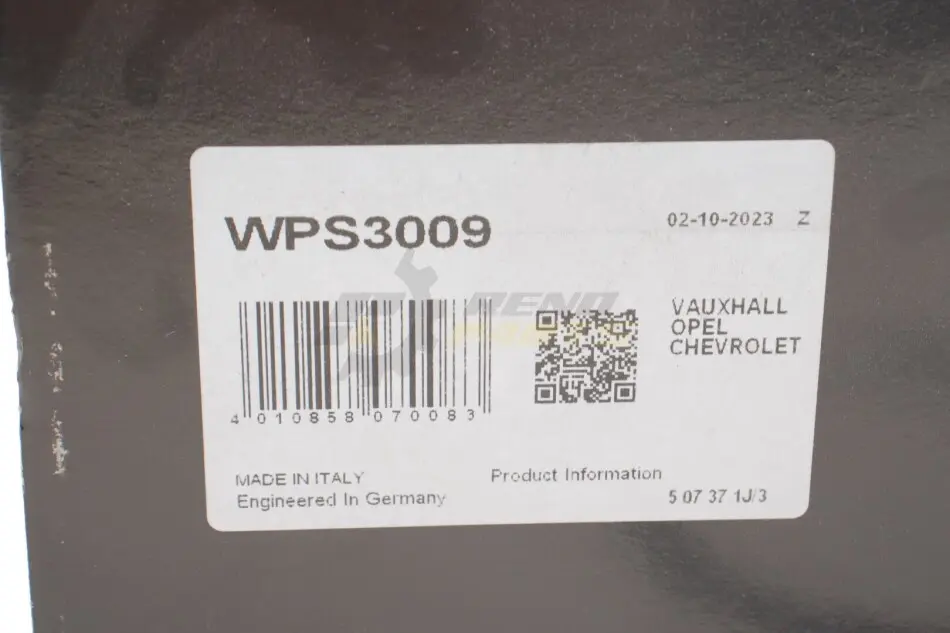 WPS3009
02-10-2023 Z
VAUXHALL
OPEL
CHEVROLET
4 010858 070083
MADE IN ITALY
Engineered In Germany
Product Information
5 07 37 1J/3